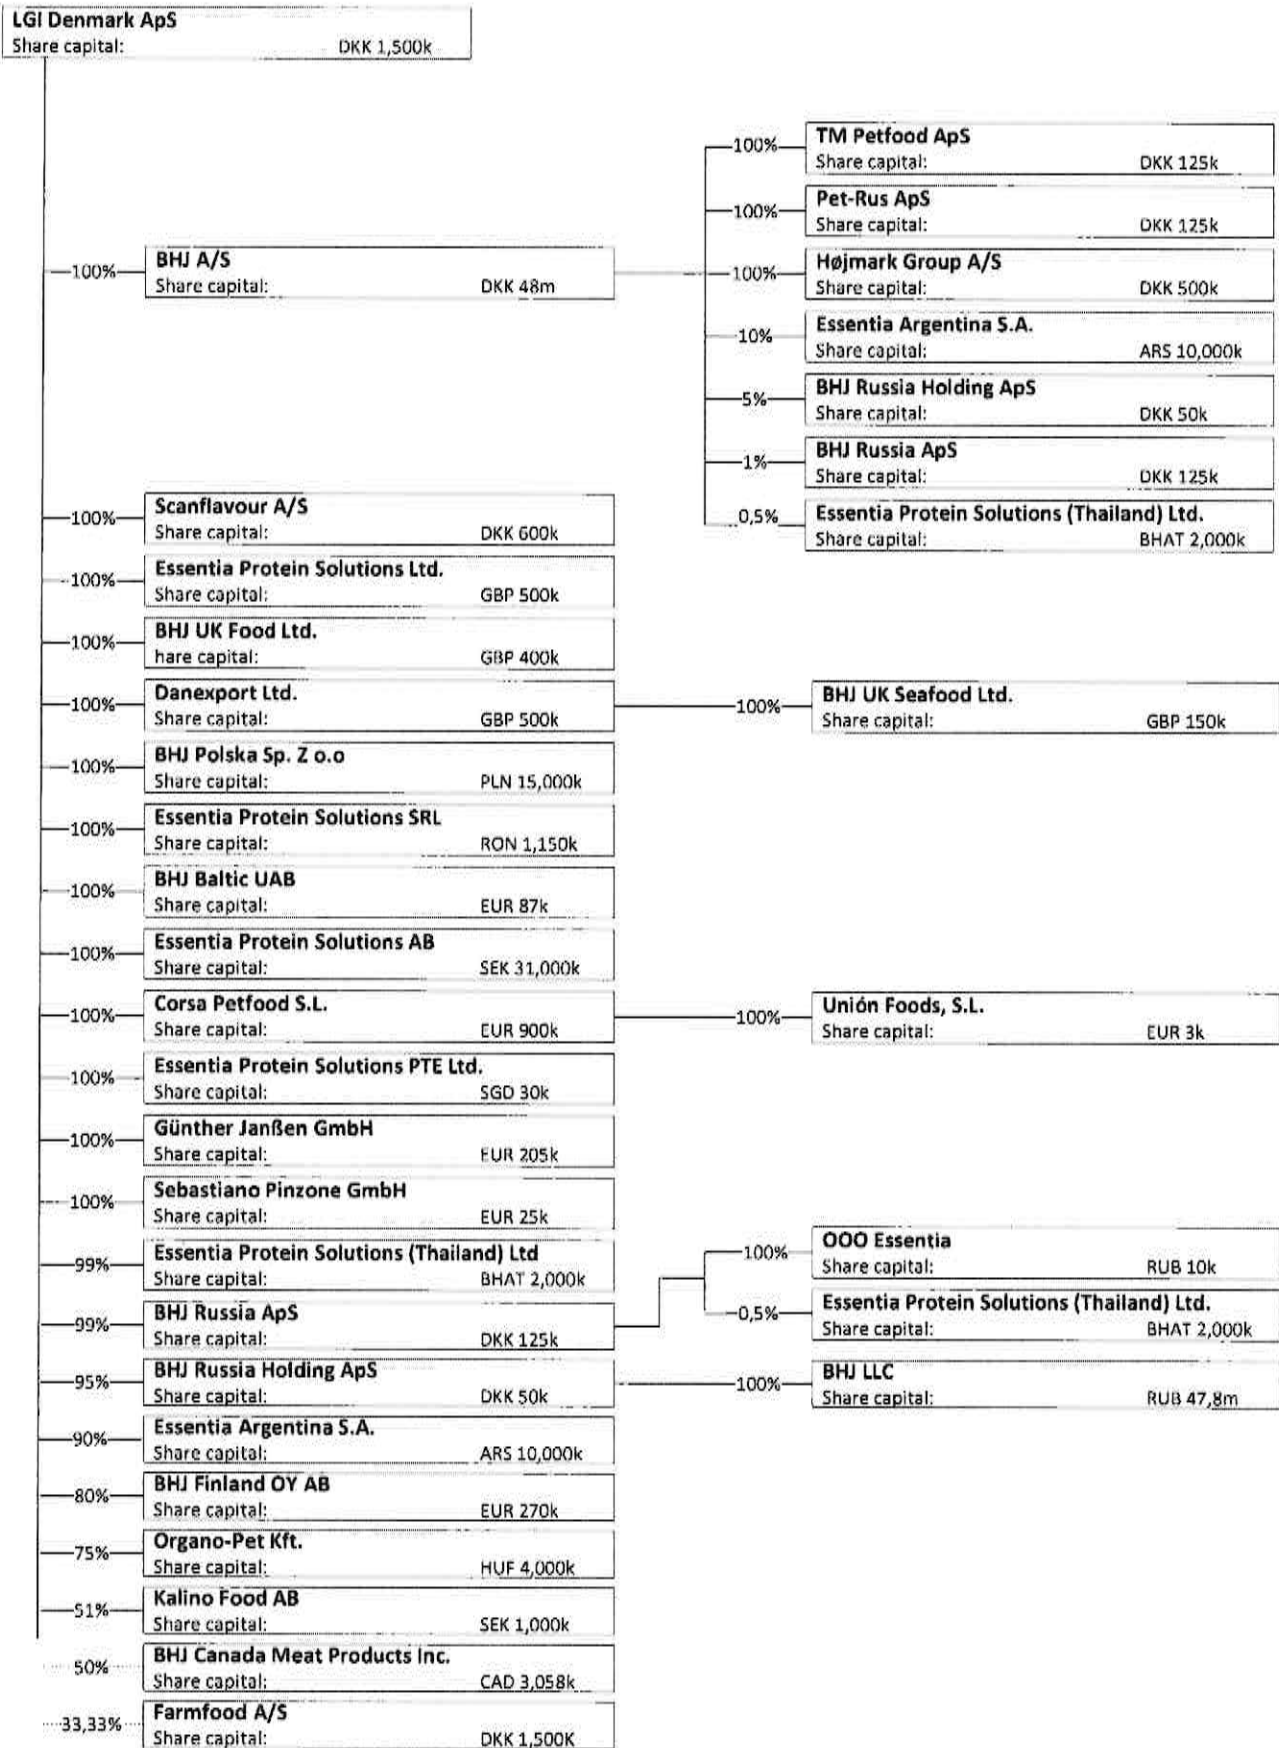 LGI Denmark ApS
Share capital: DKK 1,500k
100% TM Petfood ApS
Share capital: DKK 125k
100% Pet-Rus ApS
Share capital: DKK 125k
100% BHJ A/S
Share capital: DKK 48m
100% Højmark Group A/S
Share capital: DKK 500k
10% Essentia Argentina S.A.
Share capital: ARS 10,000k
5% BHJ Russia Holding ApS
Share capital: DKK 50k
1% BHJ Russia ApS
Share capital: DKK 125k
0,5% Essentia Protein Solutions (Thailand) Ltd.
Share capital: BHAT 2,000k
100% Scanflavour A/S
Share capital: DKK 600k
100% Essentia Protein Solutions Ltd.
Share capital: GBP 500k
100% BHJ UK Food Ltd.
hare capital: GBP 400k
100% Danexport Ltd.
Share capital: GBP 500k
100% BHJ UK Seafood Ltd.
Share capital: GBP 150k
100% BHJ Polska Sp. Z o.o
Share capital: PLN 15,000k
100% Essentia Protein Solutions SRL
Share capital: RON 1,150k
100% BHJ Baltic UAB
Share capital: EUR 87k
100% Essentia Protein Solutions AB
Share capital: SEK 31,000k
100% Corsa Petfood S.L.
Share capital: EUR 900k
100% Unión Foods, S.L.
Share capital: EUR 3k
100% Essentia Protein Solutions PTE Ltd.
Share capital: SGD 30k
100% Günther Janßen GmbH
Share capital: EUR 205k
100% Sebastiano Pinzone GmbH
Share capital: EUR 25k
99% Essentia Protein Solutions (Thailand) Ltd
Share capital: BHAT 2,000k
99% BHJ Russia ApS
Share capital: DKK 125k
100% OOO Essentia
Share capital: RUB 10k
0,5% Essentia Protein Solutions (Thailand) Ltd.
Share capital: BHAT 2,000k
95% BHJ Russia Holding ApS
Share capital: DKK 50k
100% BHJ LLC
Share capital: RUB 47,8m
90% Essentia Argentina S.A.
Share capital: ARS 10,000k
80% BHJ Finland OY AB
Share capital: EUR 270k
75% Organo-Pet Kft.
Share capital: HUF 4,000k
51% Kalino Food AB
Share capital: SEK 1,000k
50% BHJ Canada Meat Products Inc.
Share capital: CAD 3,058k
33,33% Farmfood A/S
Share capital: DKK 1,500K